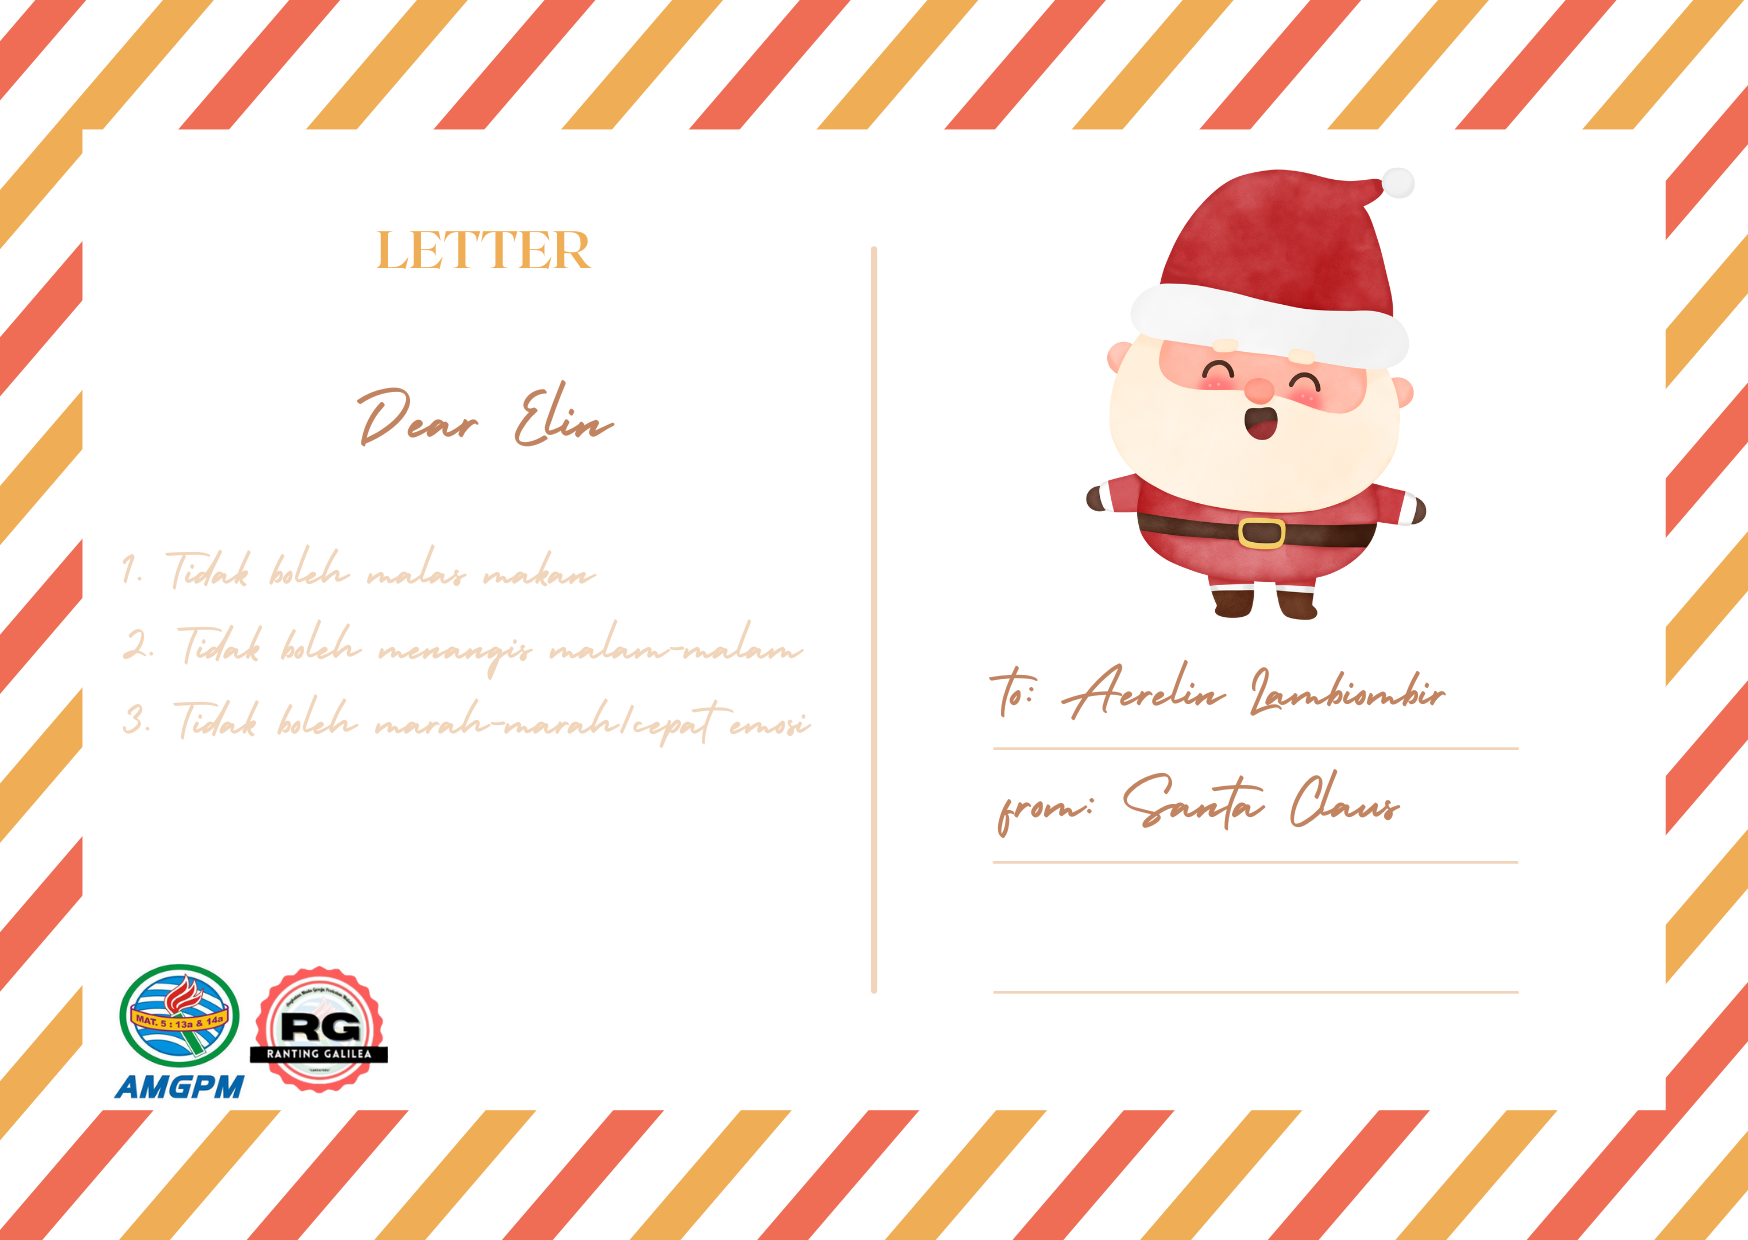 LETTER
Dear Elin
1. Tidak boleh malas makan
2. Tidak boleh menangis malam-malam
3. Tidak boleh marah-marah/cepat emosi
to: Aerelin Lambiombir
from: Santa Claus
MAT. 5 : 13a & 14a
AMGPM
RG
RANTING GALILEA